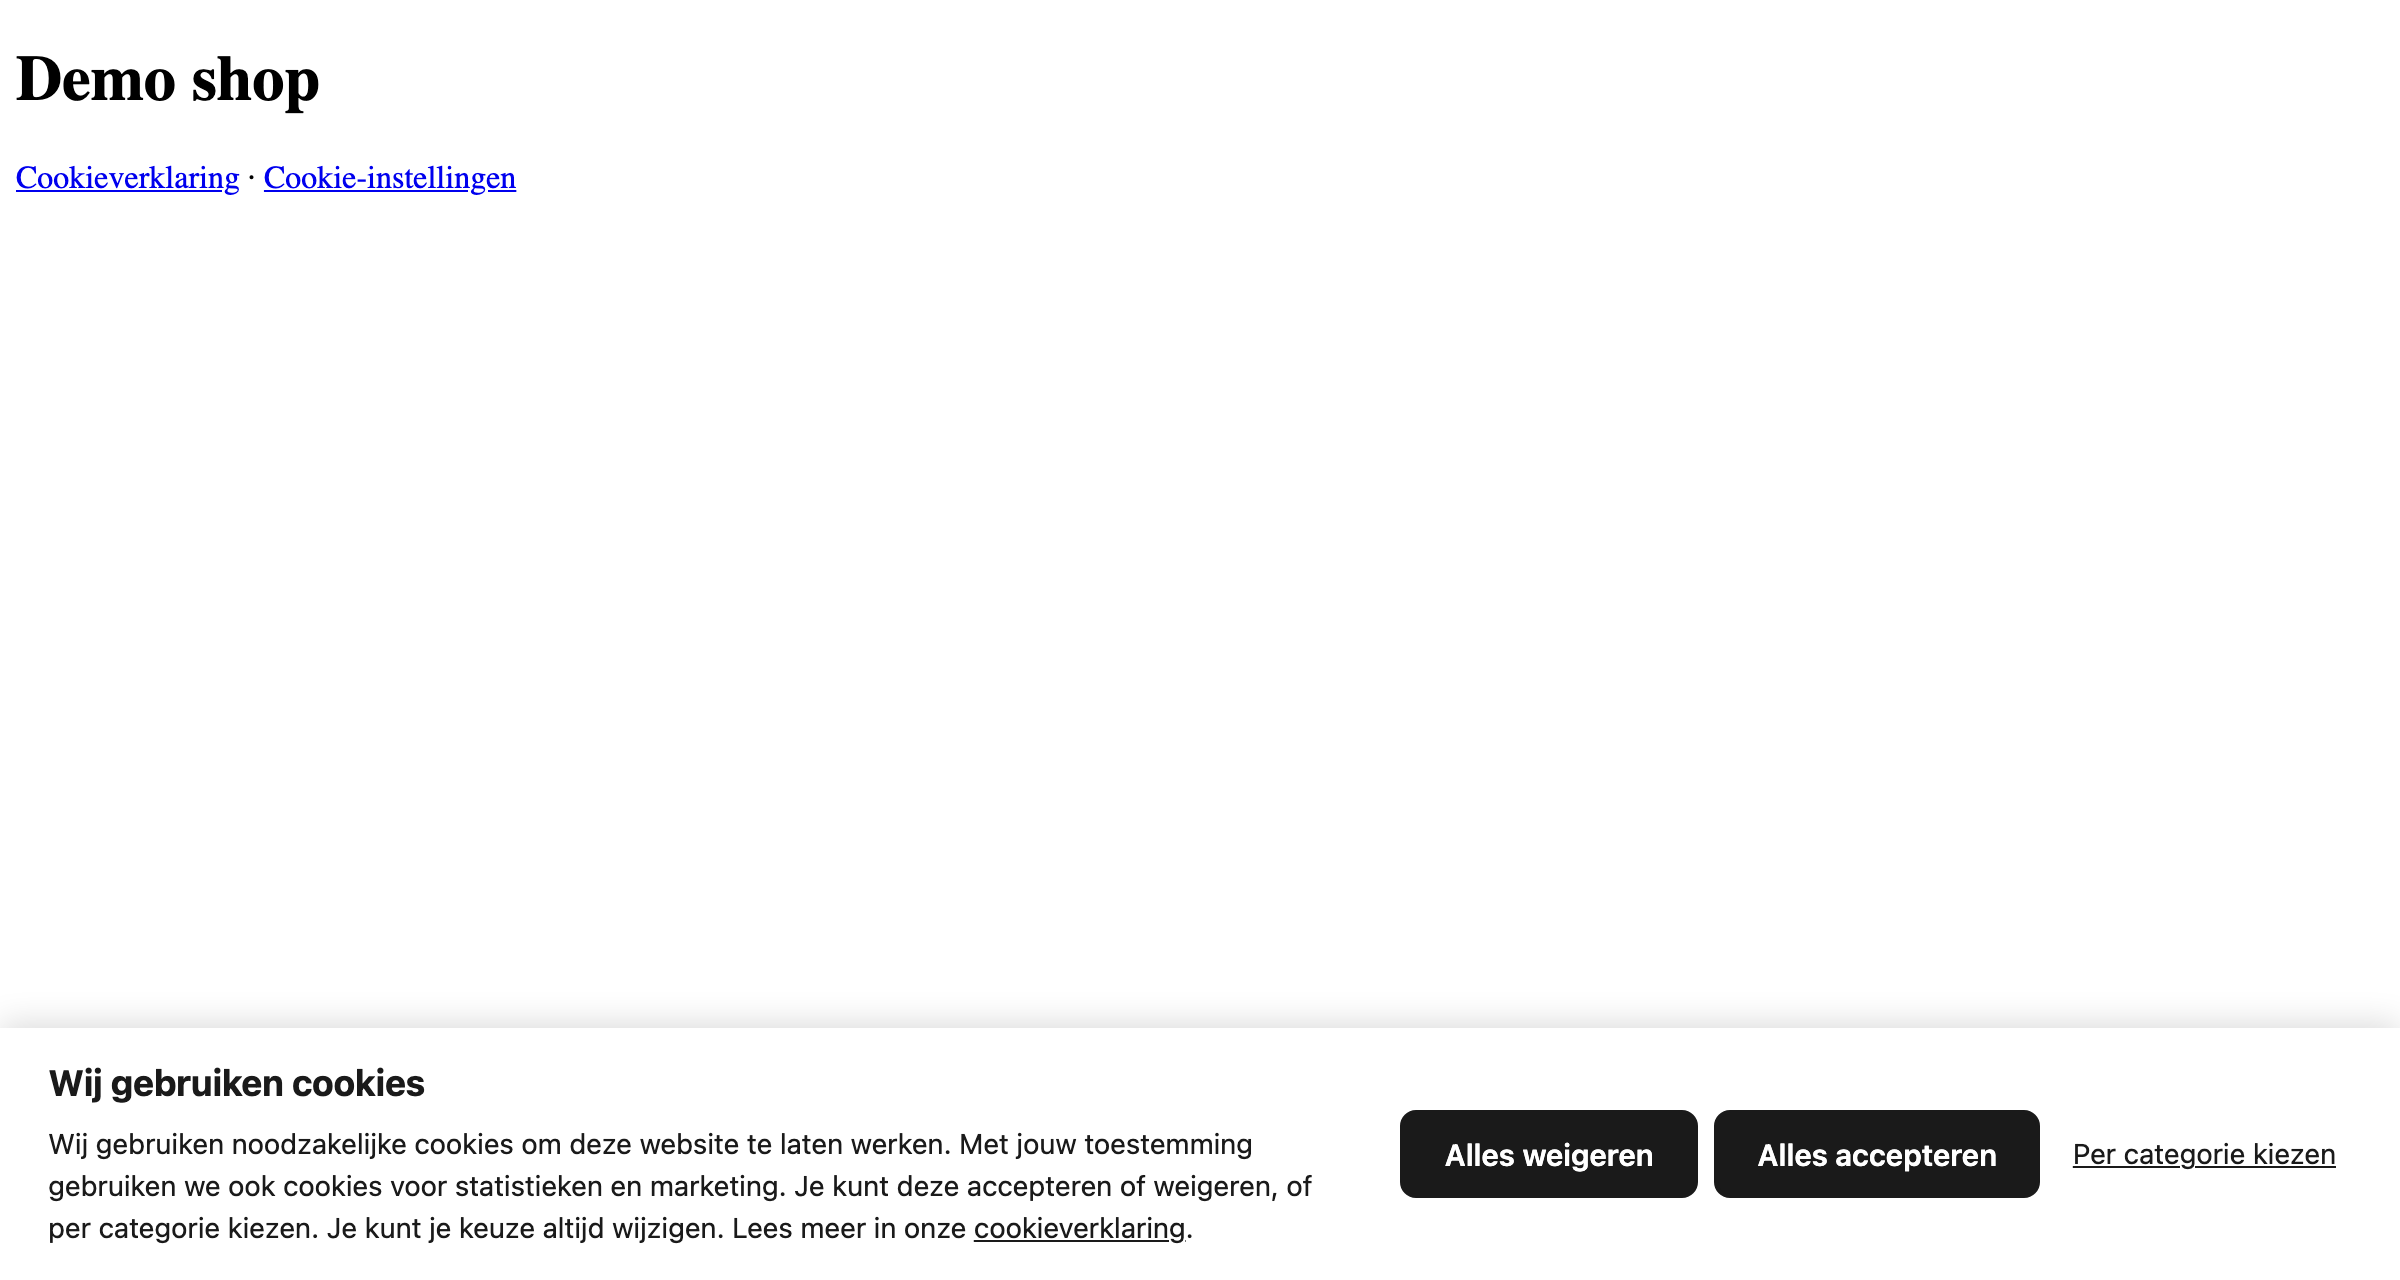 Demo shop
Cookieverklaring · Cookie-instellingen
Wij gebruiken cookies
Wij gebruiken noodzakelijke cookies om deze website te laten werken. Met jouw toestemming
gebruiken we ook cookies voor statistieken en marketing. Je kunt deze accepteren of weigeren, of
per categorie kiezen. Je kunt je keuze altijd wijzigen. Lees meer in onze cookieverklaring.
Alles weigeren
Alles accepteren
Per categorie kiezen